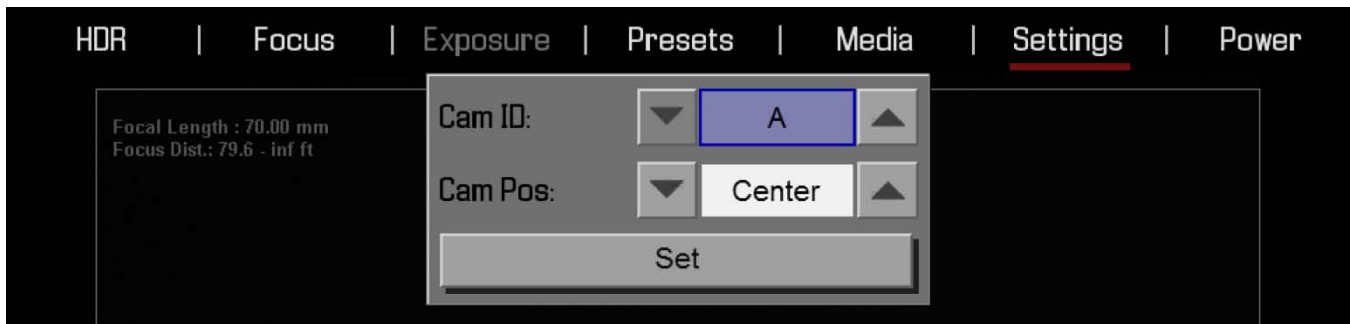 HDR | Focus | Exposure | Presets | Media | Settings | Power
Focal Length : 70.00 mm
Focus Dist.: 79.6 - inf ft
Cam ID: A
Cam Pos: Center
Set